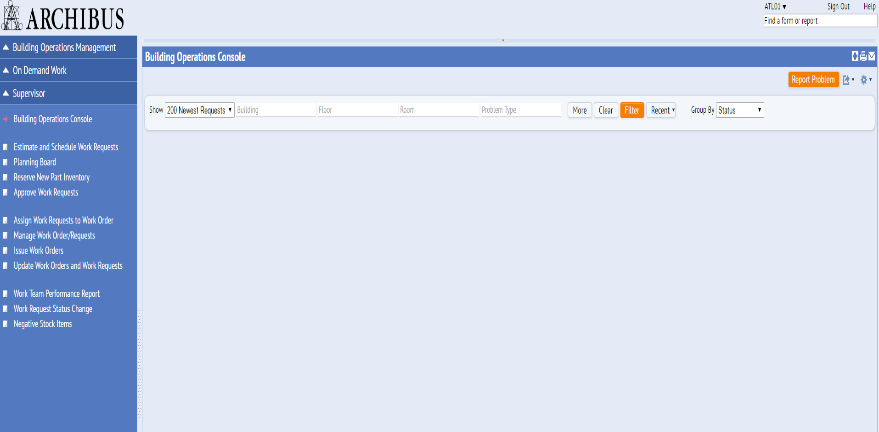 ARCHIBUS
ATL01 Sign Out Help
Find a form or report
Building Operations Management
On Demand Work
Supervisor
Building Operations Console
Estimate and Schedule Work Requests
Planning Board
Reserve New Part Inventory
Approve Work Requests
Assign Work Requests to Work Order
Manage Work Order/Requests
Issue Work Orders
Update Work Orders and Work Requests
Work Team Performance Report
Work Request Status Change
Negative Stock Items
Building Operations Console
Report Problem
Show 200 Newest Requests Building Floor Room Problem Type More Clear Filter Recent Group By Status